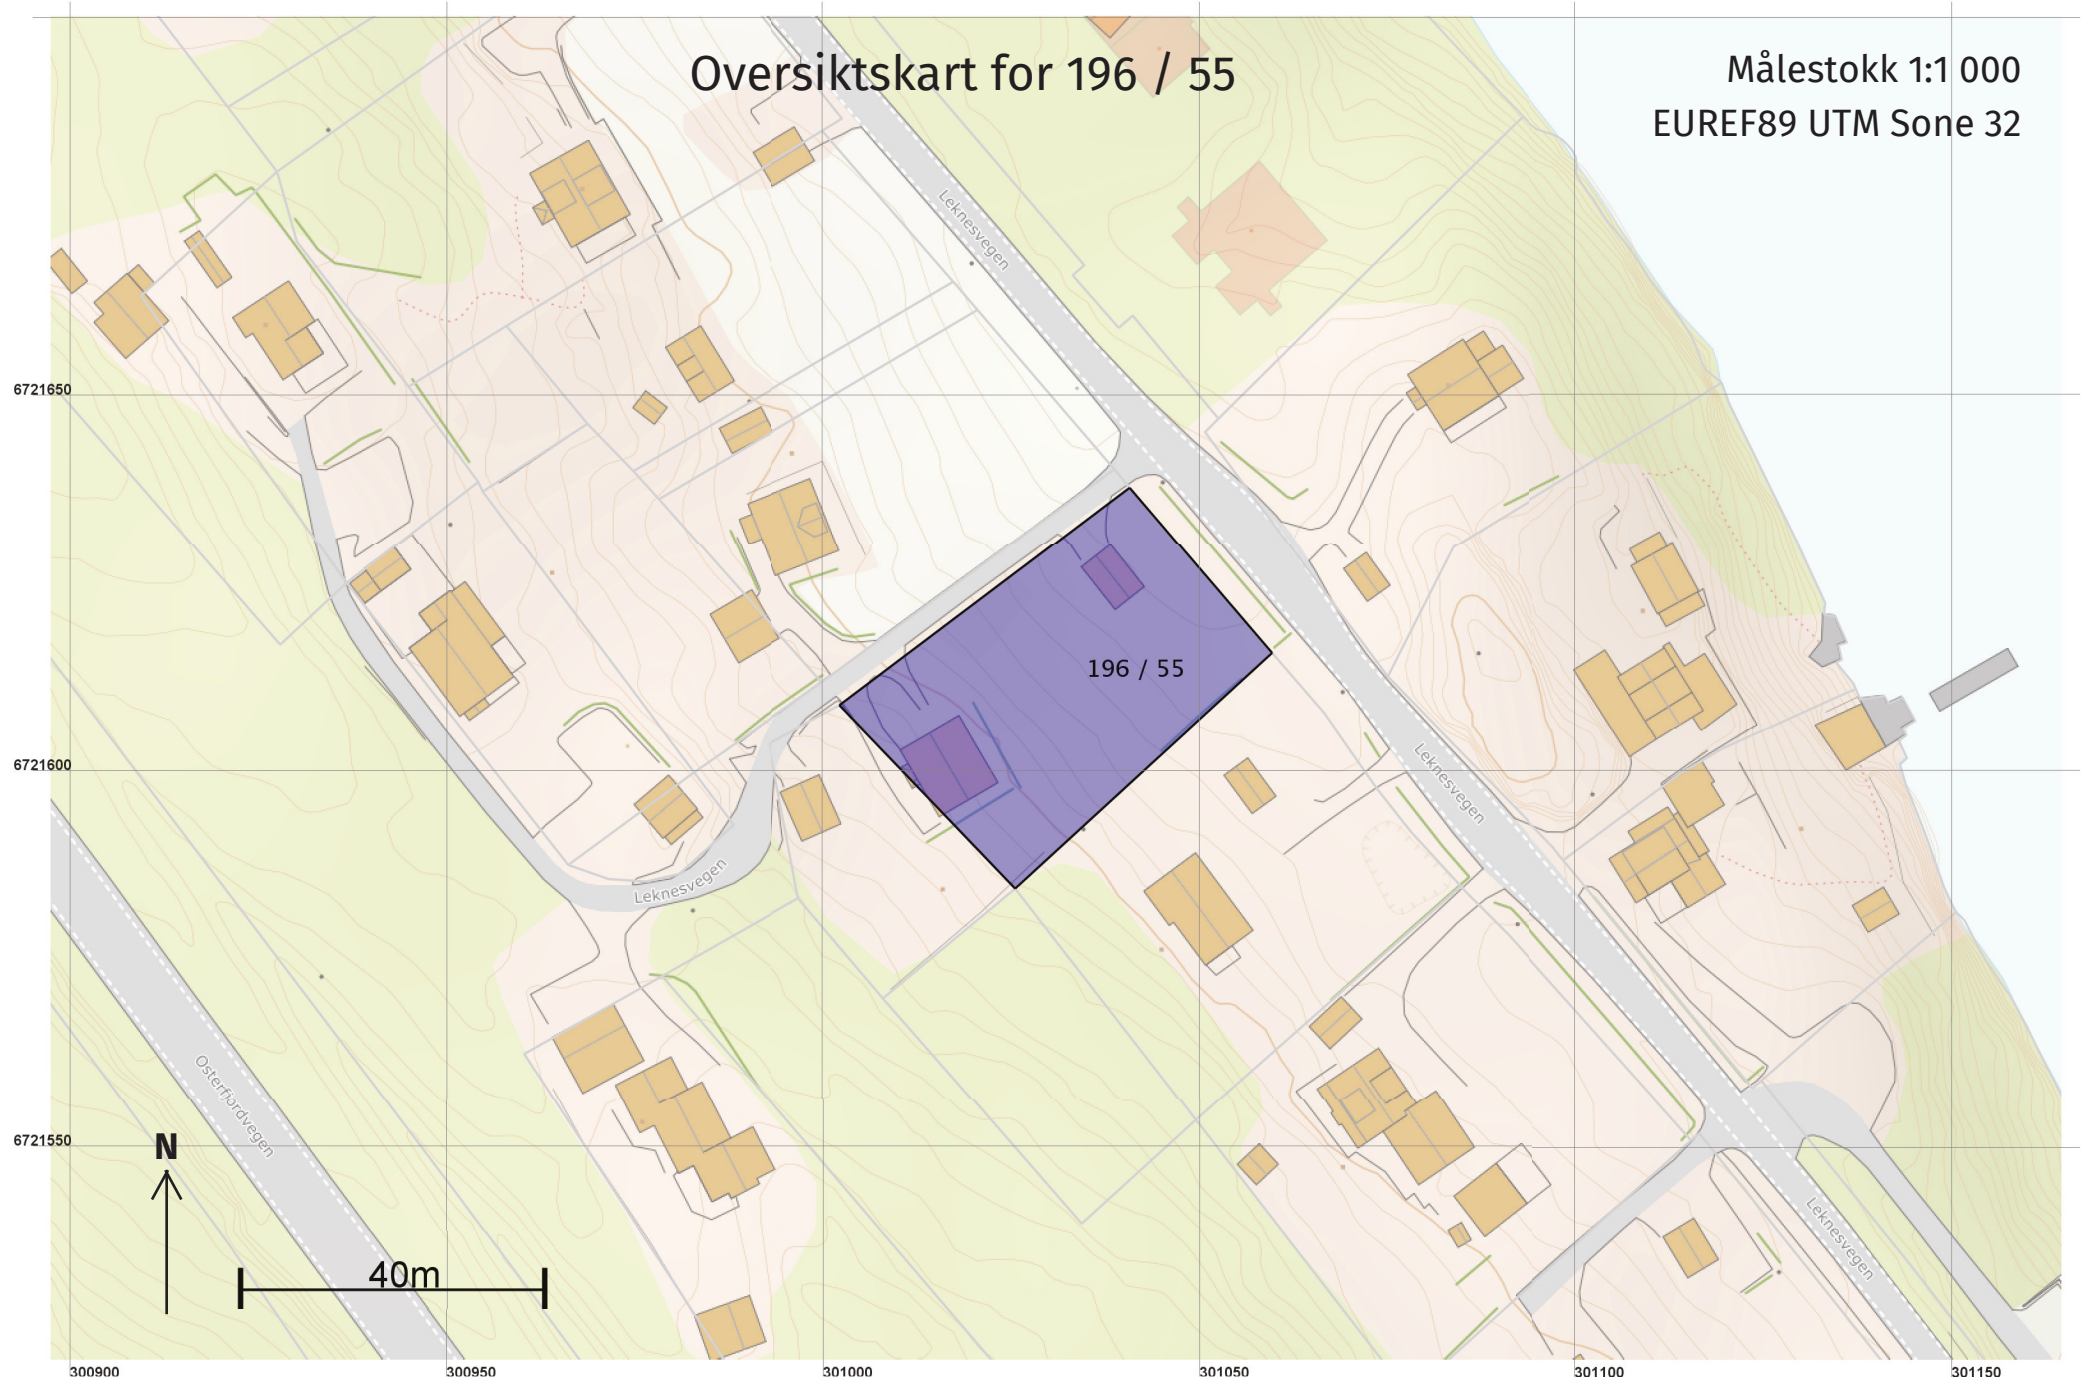 Oversiktskart for 196 / 55
Målestokk 1:1 000
EUREF89 UTM Sone 32
Leknesvegen
6721650
196 / 55
Leknesvegen
6721600
Leknesvegen
Osterfjordvegen
6721550
N
Leknesvegen
40m
300900
300950
301000
301050
301100
301150